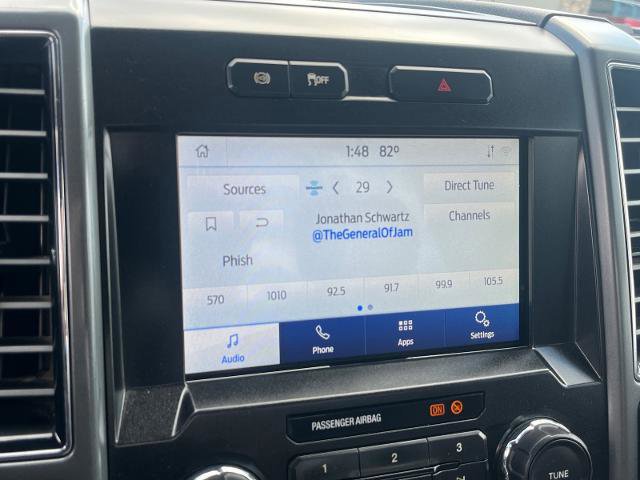 OFF
1:48 82°
Sources
29
Direct Tune
Jonathan Schwartz
@TheGeneralOfJam
Channels
Phish
570 1010 92.5 91.7 99.9 105.5
Audio Phone Apps Settings
PASSENGER AIRBAG ON
1 2 3
TUNE